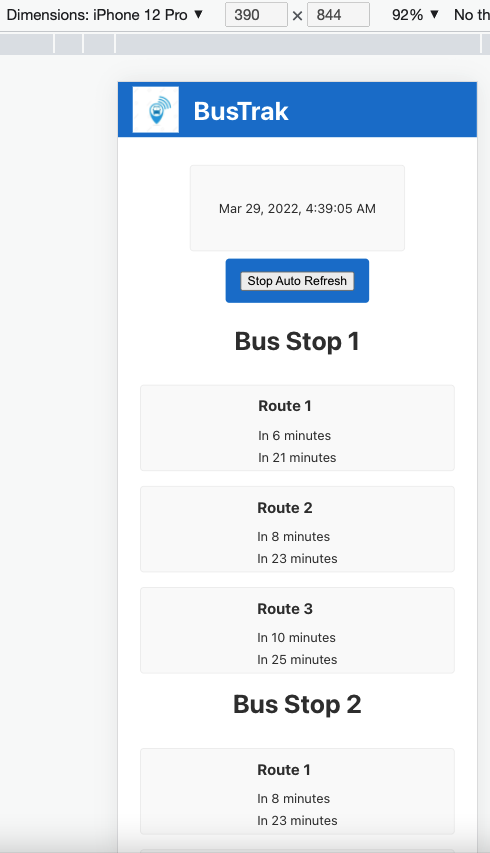 Dimensions: iPhone 12 Pro ▼ 390 × 844 92% ▼ No th
BusTrak
Mar 29, 2022, 4:39:05 AM
Stop Auto Refresh
Bus Stop 1
Route 1
In 6 minutes
In 21 minutes
Route 2
In 8 minutes
In 23 minutes
Route 3
In 10 minutes
In 25 minutes
Bus Stop 2
Route 1
In 8 minutes
In 23 minutes